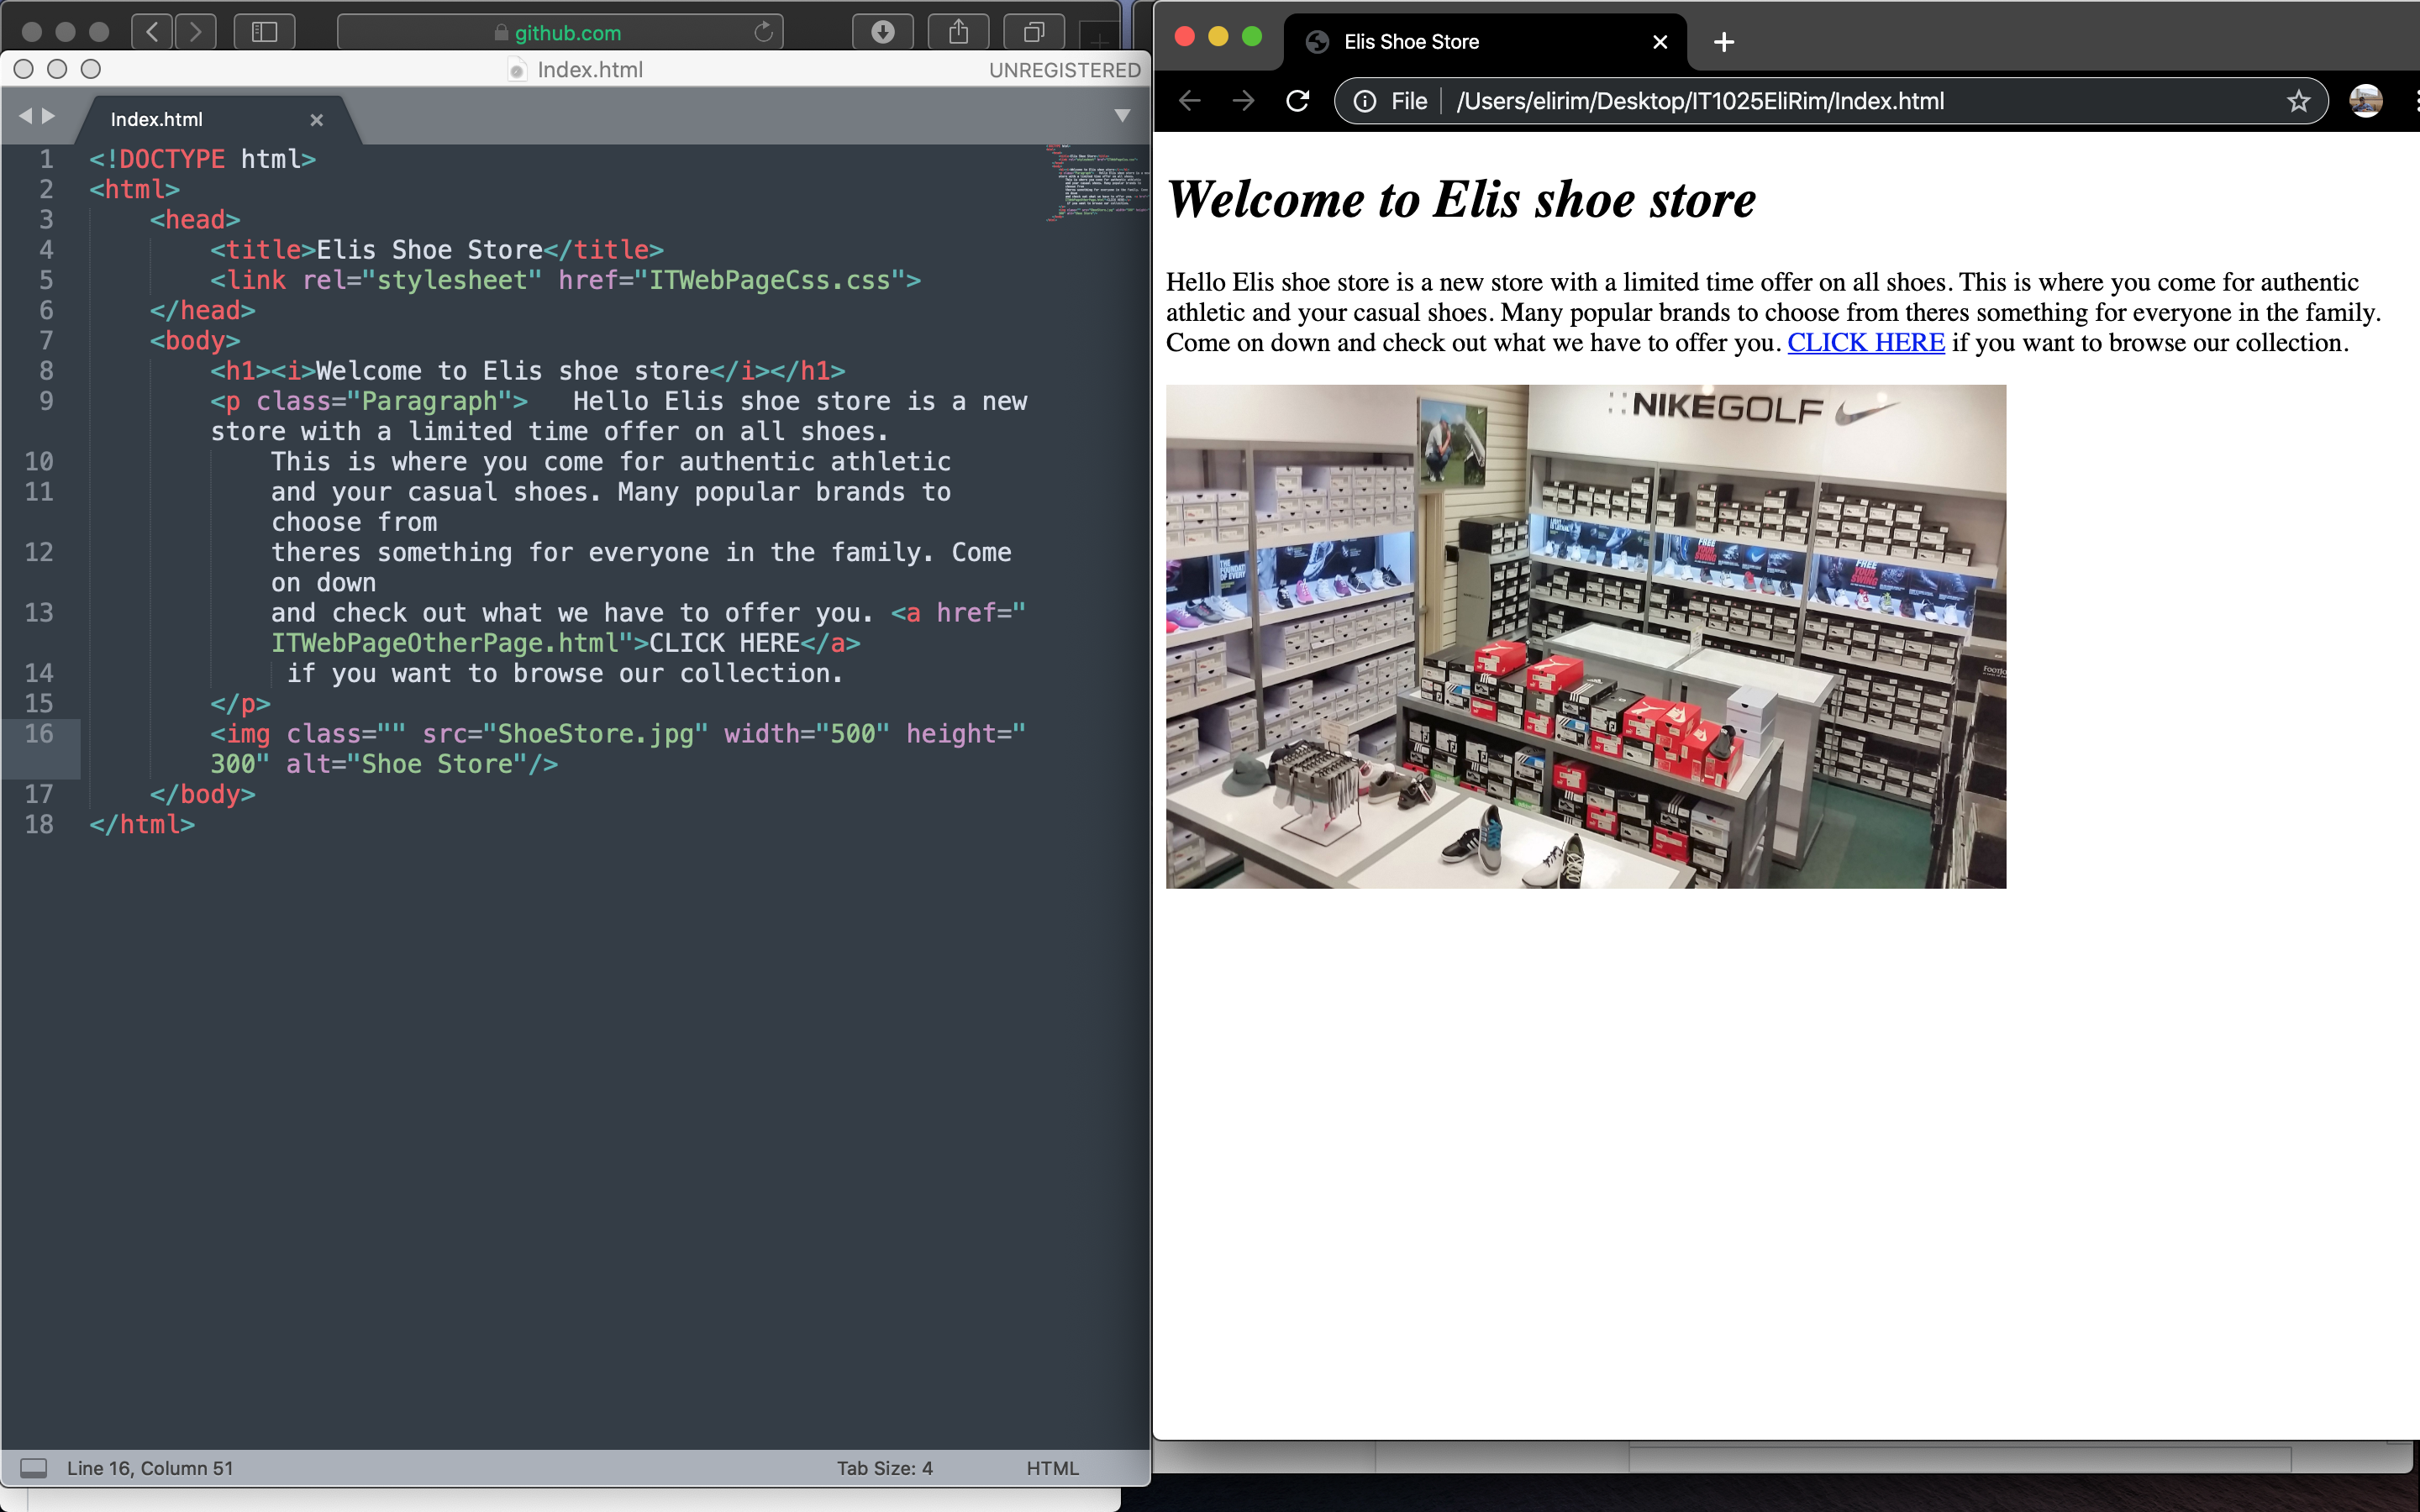 github.com
Index.html
UNREGISTERED
Index.html
1 <!DOCTYPE html>
2 <html>
3 <head>
4 <title>Elis Shoe Store</title>
5 <link rel="stylesheet" href="ITWebPageCss.css">
6 </head>
7 <body>
8 <h1><i>Welcome to Elis shoe store</i></h1>
9 <p class="Paragraph">   Hello Elis shoe store is a new
store with a limited time offer on all shoes.
10 This is where you come for authentic athletic
11 and your casual shoes. Many popular brands to
choose from
12 theres something for everyone in the family. Come
on down
13 and check out what we have to offer you. <a href="
ITWebPageOtherPage.html">CLICK HERE</a>
14 if you want to browse our collection.
15 </p>
16 <img class="" src="ShoeStore.jpg" width="500" height="
300" alt="Shoe Store"/>
17 </body>
18 </html>
Line 16, Column 51
Tab Size: 4
HTML
Elis Shoe Store
File
/Users/elirim/Desktop/IT1025EliRim/Index.html
Welcome to Elis shoe store
Hello Elis shoe store is a new store with a limited time offer on all shoes. This is where you come for authentic
athletic and your casual shoes. Many popular brands to choose from theres something for everyone in the family.
Come on down and check out what we have to offer you. CLICK HERE if you want to browse our collection.
NIKEGOLF
FREE
YOUR
SWING
FREE
YOUR
SWING